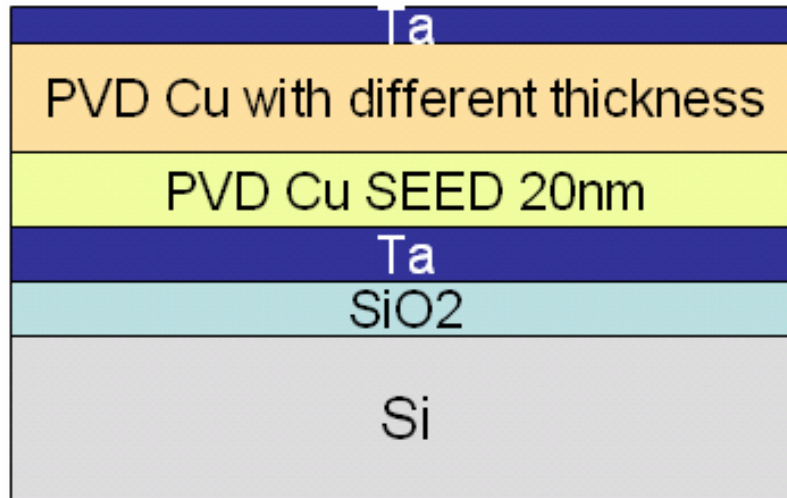 Ta
PVD Cu with different thickness
PVD Cu SEED 20nm
Ta
SiO2
Si